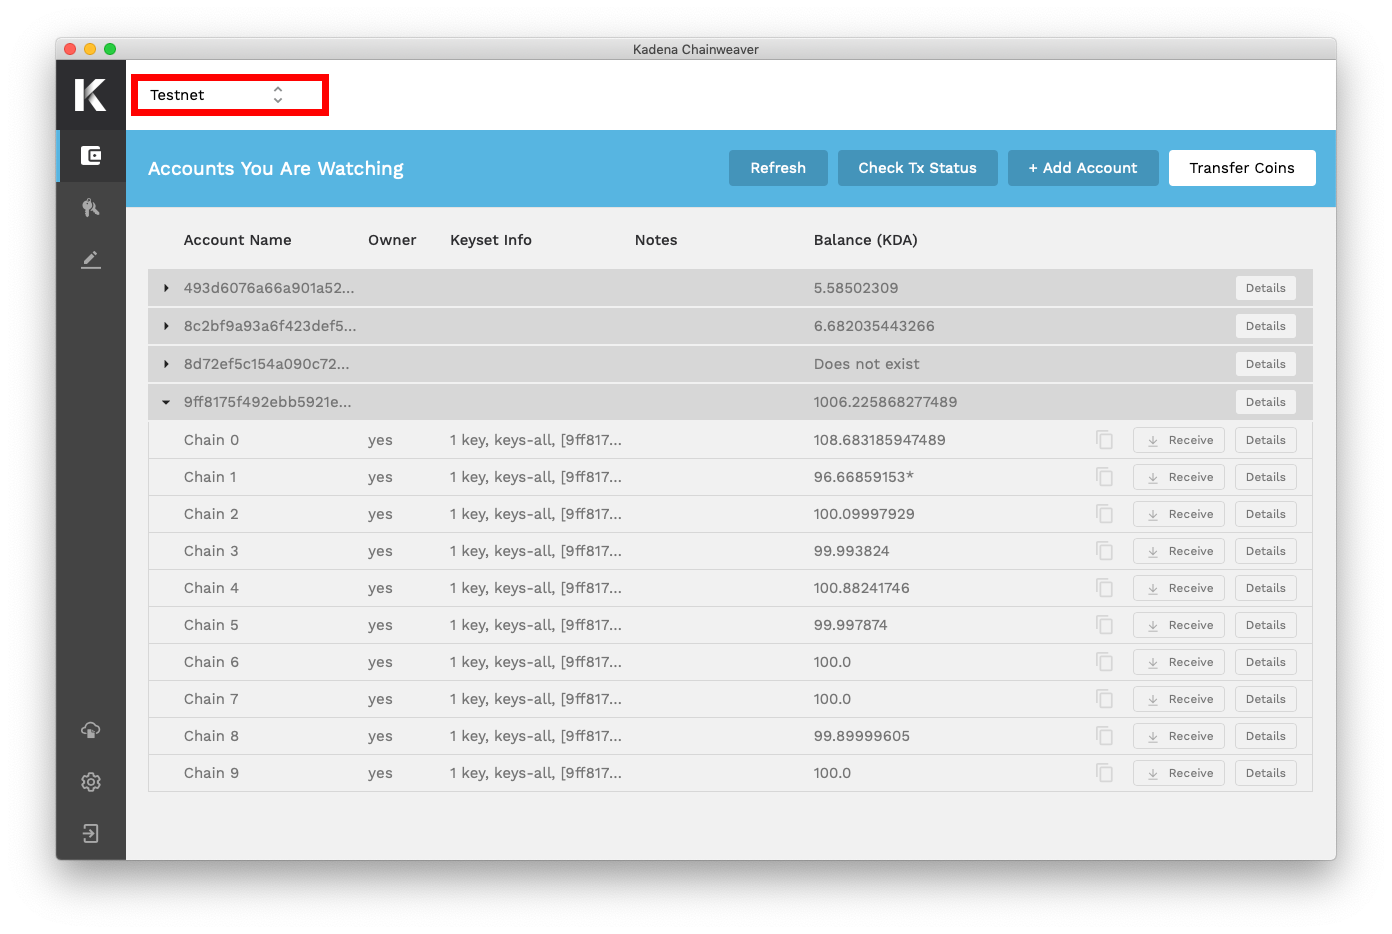 Kadena Chainweaver
K
Testnet
Accounts You Are Watching Refresh Check Tx Status + Add Account Transfer Coins
Account Name Owner Keyset Info Notes Balance (KDA)
493d6076a66a901a52... 5.58502309 Details
8c2bf9a93a6f423def5... 6.682035443266 Details
8d72ef5c154a090c72... Does not exist Details
9ff8175f492ebb5921e... 1006.225868277489 Details
Chain 0 yes 1 key, keys-all, [9ff817... 108.683185947489 Receive Details
Chain 1 yes 1 key, keys-all, [9ff817... 96.66859153* Receive Details
Chain 2 yes 1 key, keys-all, [9ff817... 100.09997929 Receive Details
Chain 3 yes 1 key, keys-all, [9ff817... 99.993824 Receive Details
Chain 4 yes 1 key, keys-all, [9ff817... 100.88241746 Receive Details
Chain 5 yes 1 key, keys-all, [9ff817... 99.997874 Receive Details
Chain 6 yes 1 key, keys-all, [9ff817... 100.0 Receive Details
Chain 7 yes 1 key, keys-all, [9ff817... 100.0 Receive Details
Chain 8 yes 1 key, keys-all, [9ff817... 99.89999605 Receive Details
Chain 9 yes 1 key, keys-all, [9ff817... 100.0 Receive Details